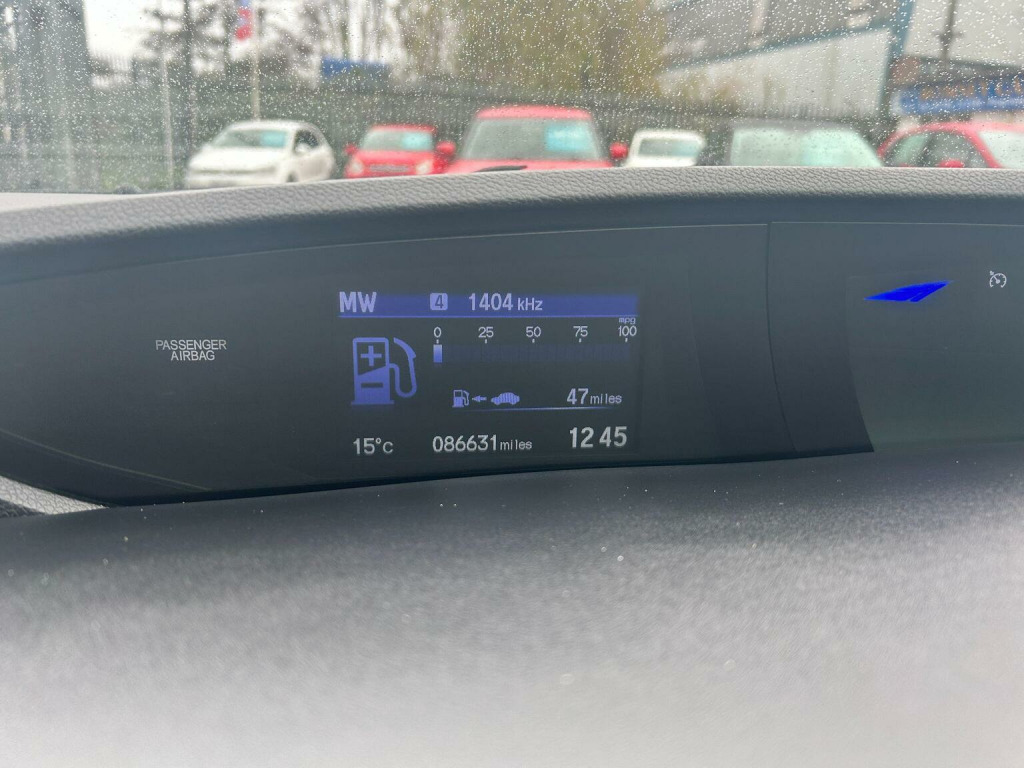 MW 4 1404 kHz
mpg
0 25 50 75 100
PASSENGER
AIRBAG
47 miles
15°c 086631 miles 12 45